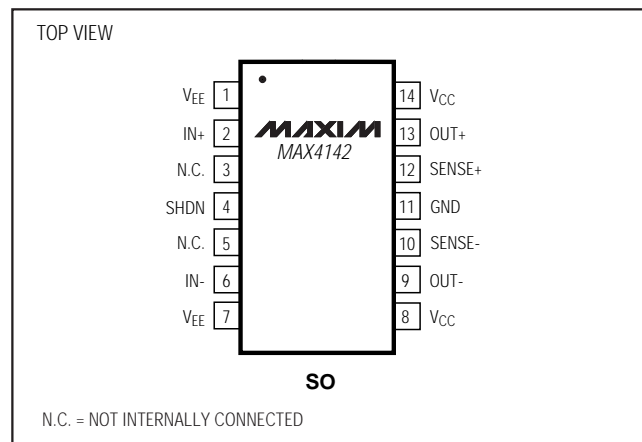 TOP VIEW
VEE 1
IN+ 2
N.C. 3
SHDN 4
N.C. 5
IN- 6
VEE 7
MAXIM
MAX4142
14 VCC
13 OUT+
12 SENSE+
11 GND
10 SENSE-
9 OUT-
8 VCC
SO
N.C. = NOT INTERNALLY CONNECTED